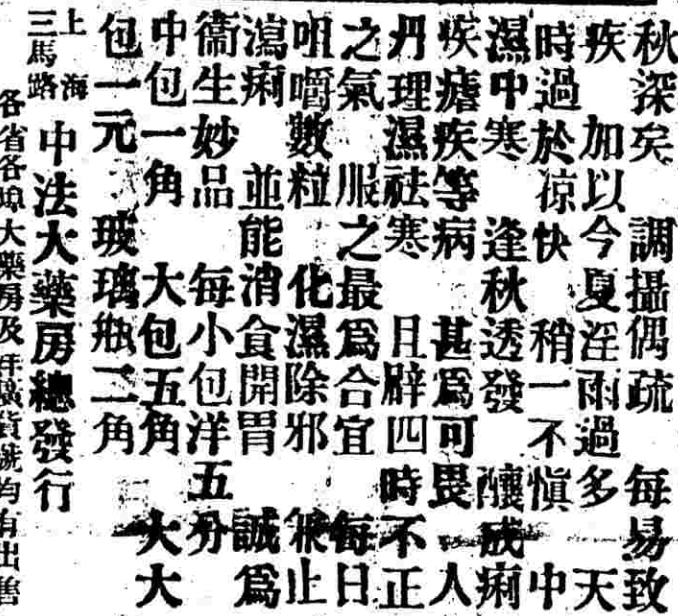 秋深矣 調攝偶疏 每易致
疾 加以今夏淫雨過多 天
時過於凉快 稍一不愼 中
濕中寒 逢秋透發 釀成痢
疾瘧疾等病 甚爲可畏 人
丹理濕祛寒 且辟四時不正
之氣 服之最爲合宜 每日
咀嚼數粒 化濕除邪 兼止
瀉痢 並能消食開胃 誠爲
衞生妙品 每小包洋五分
中包一角 大包五角 大大
包一元 玻璃瓶二角
上海
三馬路
中法大藥房總發行
各省各埠大藥房及洋廣貨號均有出售